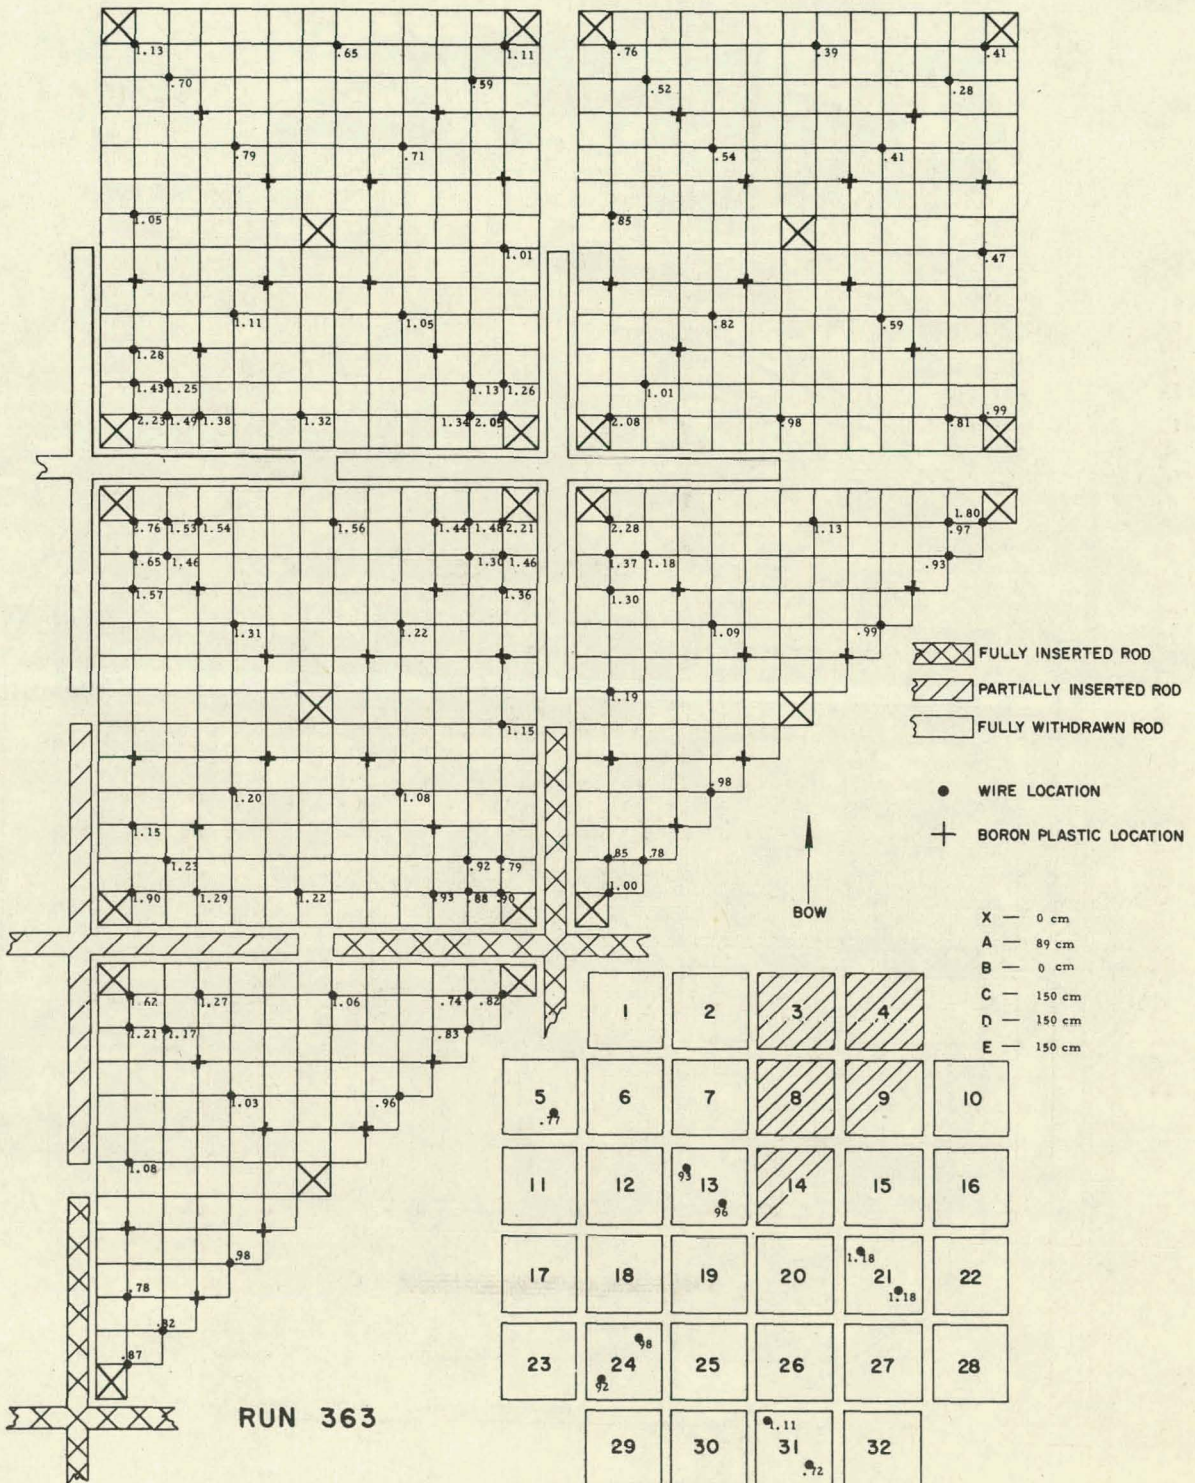 1.13 .65 1.11 .76 .39 .41
.70 .59 .52 .28
.79 .71 .54 .41
1.05 .85
1.01 .47
1.11 1.05 .82 .59
1.28
1.43 1.25 1.13 1.26 1.01
2.23 1.49 1.38 1.32 1.34 2.05 2.08 .98 .81 .99
2.76 1.53 1.54 1.56 1.44 1.48 2.21 2.28 1.13 1.80
.97
1.65 1.46 1.30 1.46 1.37 1.18 .93
1.57 1.36 1.30
1.31 1.22 1.09 .99
FULLY INSERTED ROD
PARTIALLY INSERTED ROD
1.19
1.15 FULLY WITHDRAWN ROD
1.20 1.08 .98
WIRE LOCATION
1.15
BORON PLASTIC LOCATION
1.23 .92 .79 .85 .78
1.90 1.29 1.22 .93 .88 .90 1.00
BOW
X — 0 cm
A — 89 cm
B — 0 cm
C — 150 cm
D — 150 cm
E — 150 cm
1.62 1.27 1.06 .74 .82
1.21 1.17 .83
1.03 .96
1.08
.98
.78
.82
.87
1 2 3 4
5 6 7 8 9 10
.77
11 12 13 14 15 16
93
96
17 18 19 20 21 22
1.18
1.18
23 24 25 26 27 28
98
92
29 30 31 32
1.11
.72
RUN 363